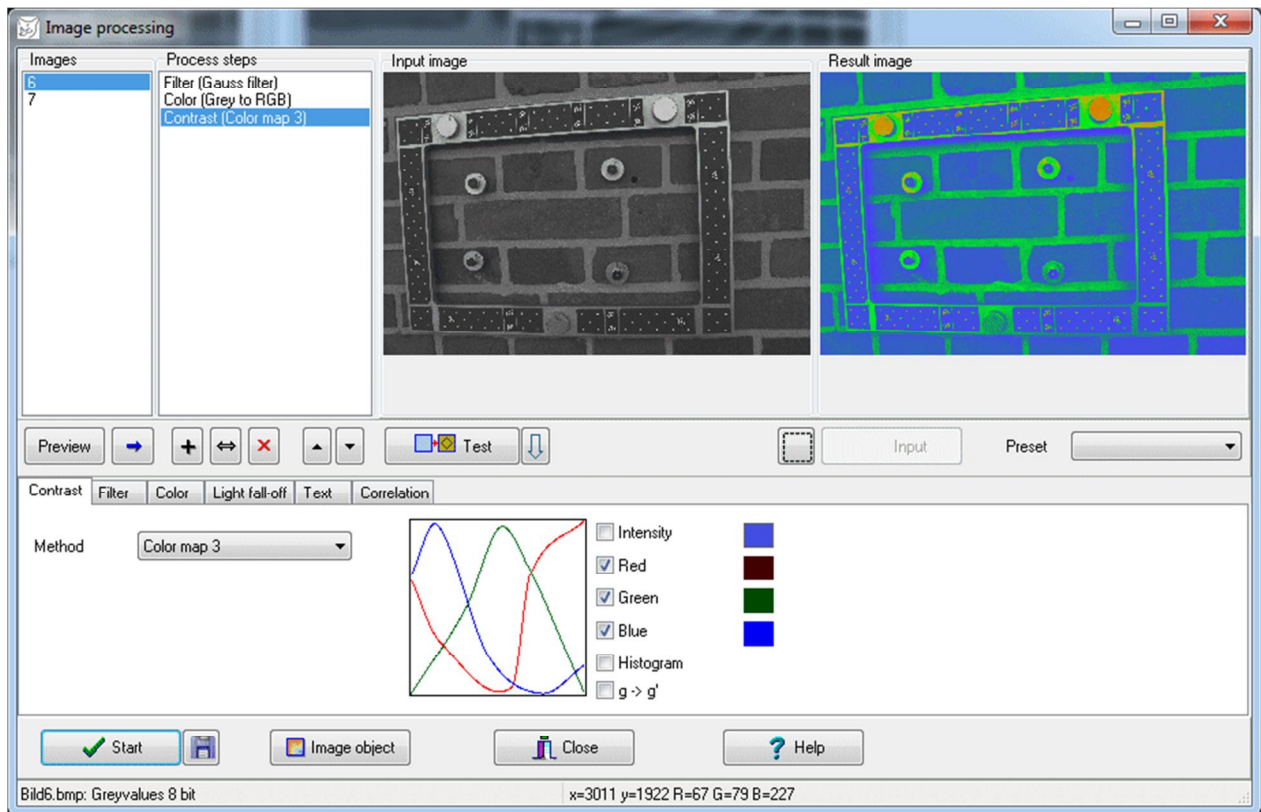 Image processing
Images
Process steps
Input image
Result image
6
7
Filter (Gauss filter)
Color (Grey to RGB)
Contrast (Color map 3)
Preview
Test
Input
Preset
Contrast
Filter
Color
Light fall-off
Text
Correlation
Method
Color map 3
Intensity
Red
Green
Blue
Histogram
g -> g'
Start
Image object
Close
Help
Bild6.bmp: Greyvalues 8 bit
x=3011 y=1922 R=67 G=79 B=227